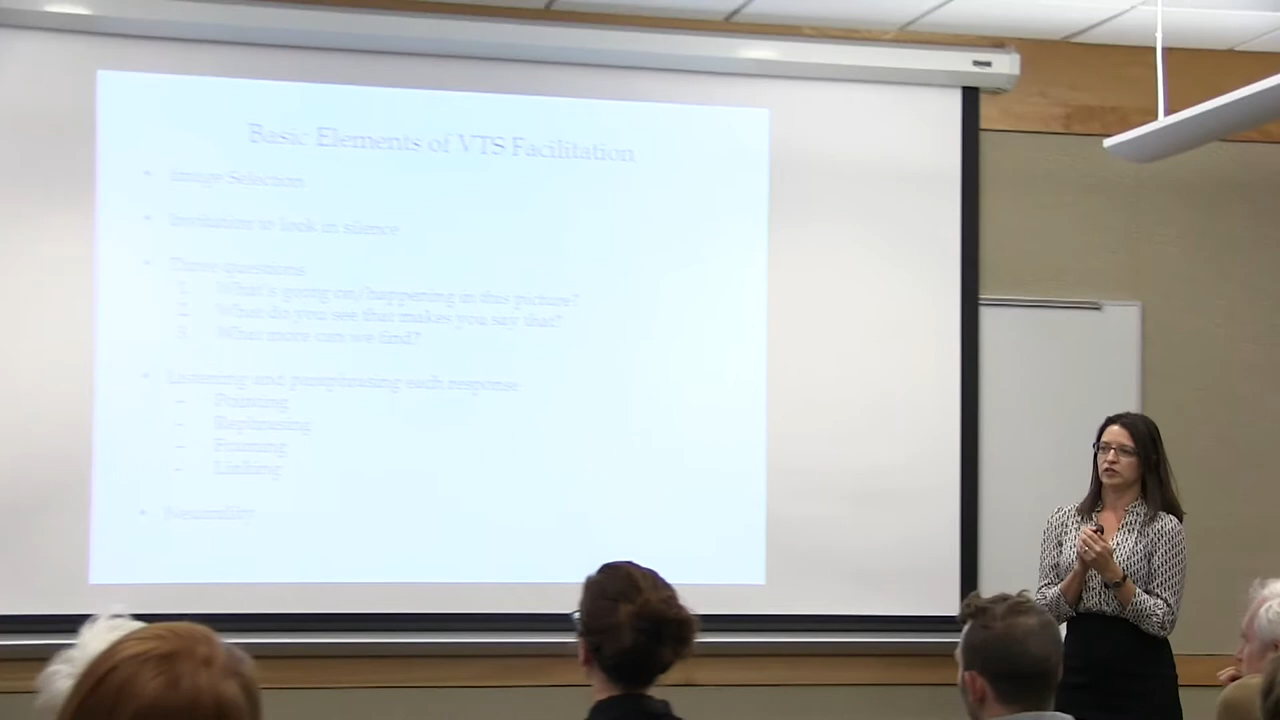 Basic Elements of VTS Facilitation
• Image Selection
• Invitation to look in silence
• Three questions
1. What's going on/happening in this picture?
2. What do you see that makes you say that?
3. What more can we find?
• Listening and paraphrasing each response
– Pointing
– Rephrasing
– Framing
– Linking
• Neutrality